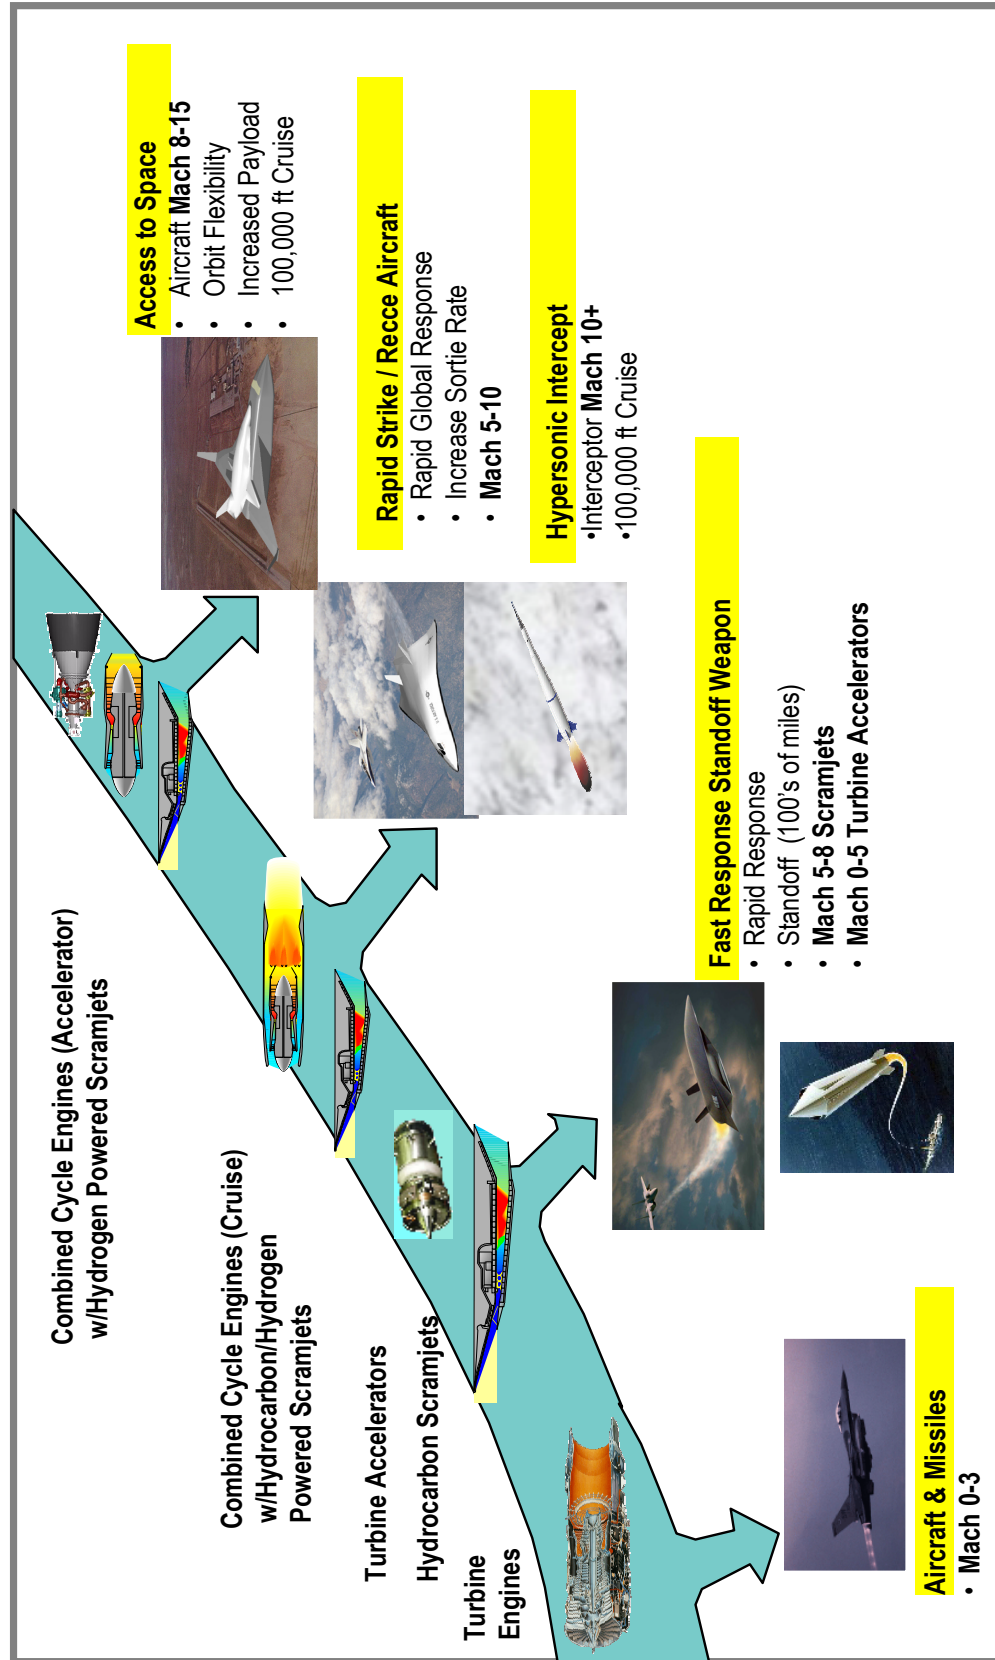 Combined Cycle Engines (Accelerator)
w/Hydrogen Powered Scramjets
Combined Cycle Engines (Cruise)
w/Hydrocarbon/Hydrogen
Powered Scramjets
Turbine Accelerators
Hydrocarbon Scramjets
Turbine
Engines
Access to Space
• Aircraft Mach 8-15
• Orbit Flexibility
• Increased Payload
• 100,000 ft Cruise
Rapid Strike / Recce Aircraft
• Rapid Global Response
• Increase Sortie Rate
• Mach 5-10
Hypersonic Intercept
•Interceptor Mach 10+
•100,000 ft Cruise
Fast Response Standoff Weapon
• Rapid Response
• Standoff (100's of miles)
• Mach 5-8 Scramjets
• Mach 0-5 Turbine Accelerators
Aircraft & Missiles
• Mach 0-3